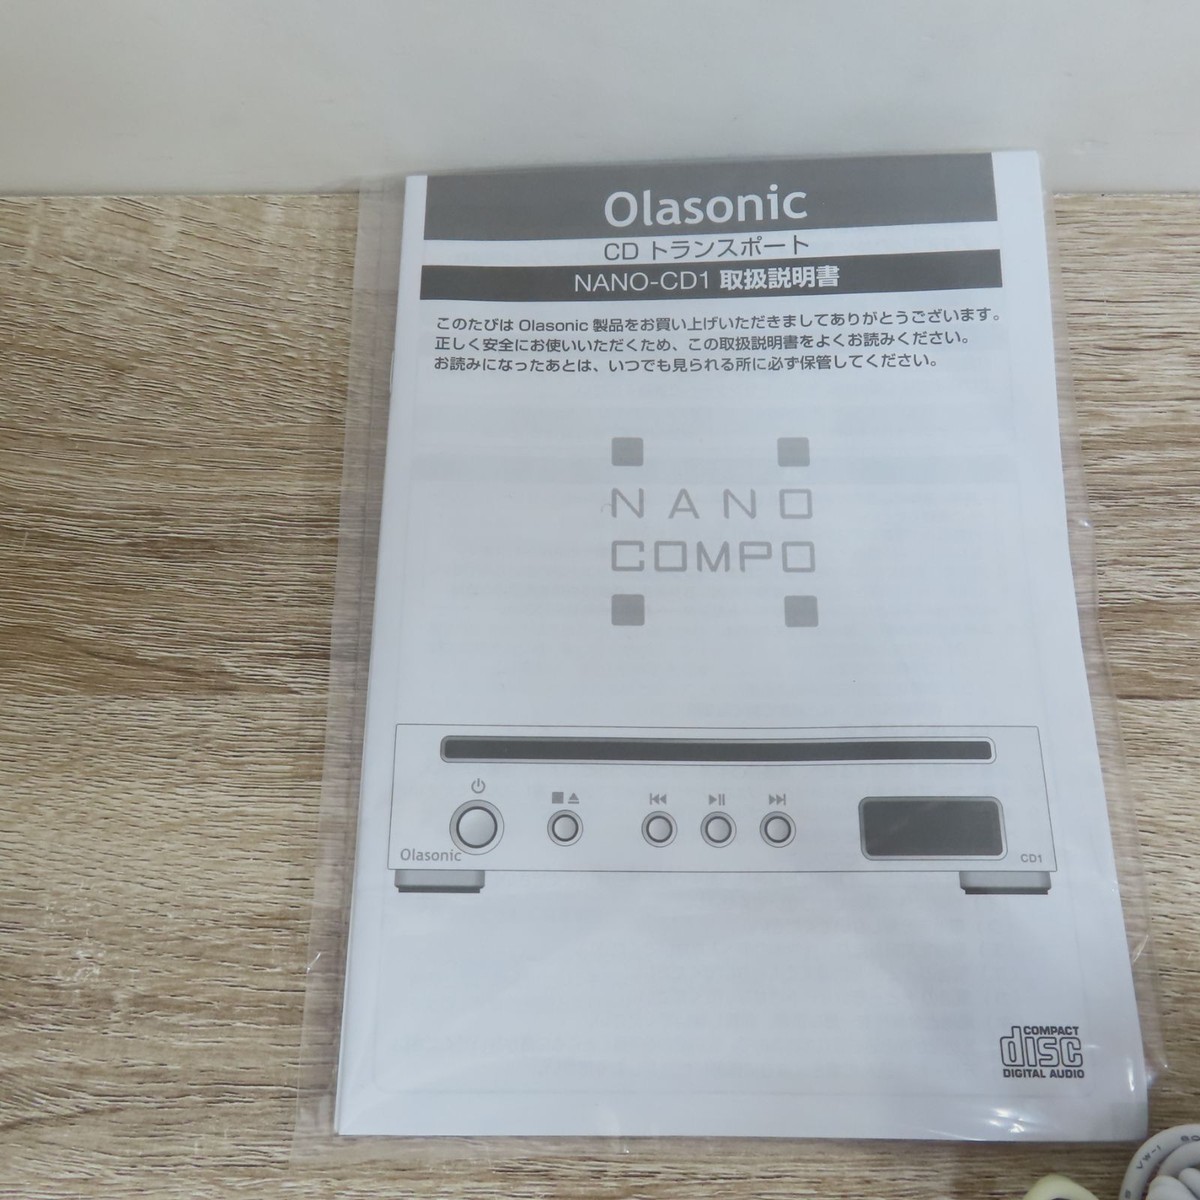 Olasonic
CD トランスポート
NANO-CD1 取扱説明書
このたびは Olasonic 製品をお買い上げいただきましてありがとうございます。
正しく安全にお使いいただくため、この取扱説明書をよくお読みください。
お読みになったあとは、いつでも見られる所に必ず保管してください。
NANO
COMPO
Olasonic
CD1
COMPACT
disc
DIGITAL AUDIO
VW-1